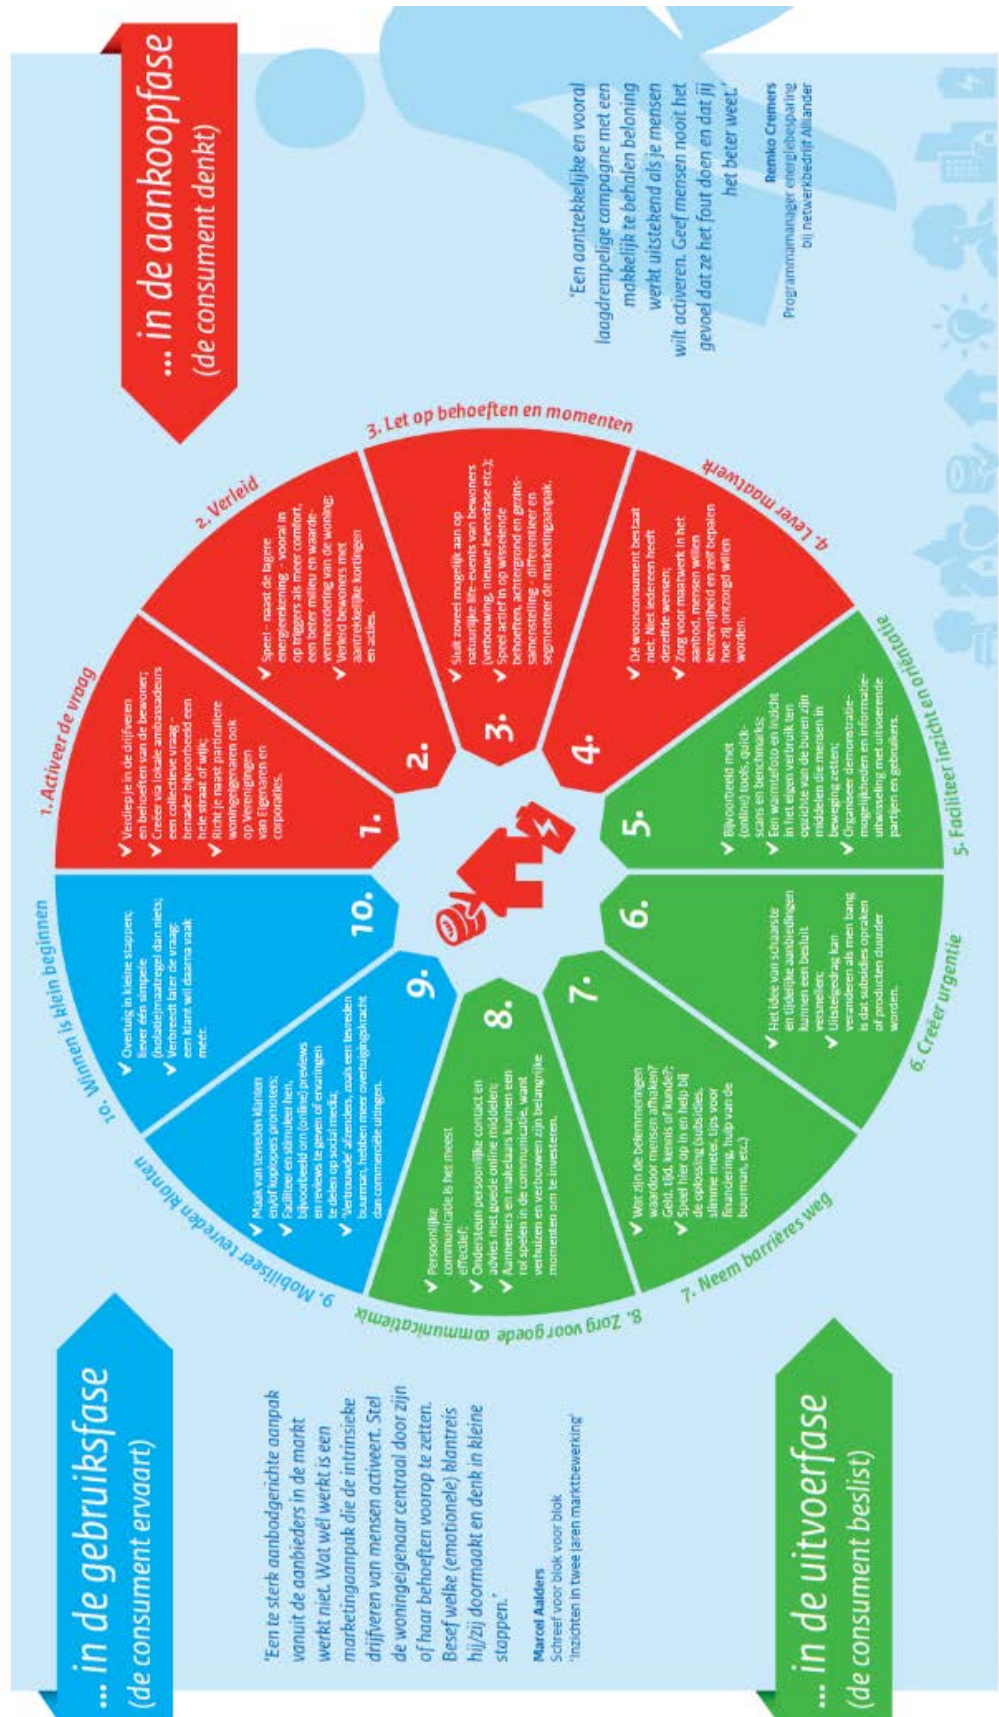 ... in de aankoopfase
(de consument denkt)
... in de gebruiksfase
(de consument ervaart)
... in de uitvoerfase
(de consument beslist)
1. Activeer de vraag
1.
✓ Verdiep je in de drijfveren
en behoeften van de bewoner;
✓ Creëer via lokale ambassadeurs
een collectieve vraag -
benader bijvoorbeeld een
hele straat of wijk;
✓ Richt je naast particuliere
woningeigenaren ook
op Verenigingen
van Eigenaren en
corporaties.
2. Verleid
2.
✓ Speel - naast de lagere
energierekening - vooral in
op triggers als meer comfort,
een beter milieu en waarde-
vermeerdering van de woning;
✓ Verleid bewoners met
aantrekkelijke kortingen
en acties.
3. Let op behoeften en momenten
3.
✓ Sluit zoveel mogelijk aan op
natuurlijke life-events van bewoners
(verbouwing, nieuwe levensfase etc.);
✓ Speel actief in op wisselende
behoeften, achtergrond en gezins-
samenstelling - differentieer en
segmenteer de marketingaanpak.
4. Lever maatwerk
4.
✓ De woonconsument bestaat
niet! Niet iedereen heeft
dezelfde wensen;
✓ Zorg voor maatwerk in het
aanbod, mensen willen
keuzevrijheid en zelf bepalen
hoe zij ontzorgd willen
worden.
5. Faciliteer inzicht en oriëntatie
5.
✓ Bijvoorbeeld met
(online) tools, quick-
scans en benchmarks;
✓ Een warmtefoto en inzicht
in het eigen verbruik ten
opzichte van de buren zijn
middelen die mensen in
beweging zetten;
✓ Organiseer demonstratie-
mogelijkheden en informatie-
uitwisseling met uitvoerende
partijen en gebruikers.
6. Creëer urgentie
6.
✓ Het idee van schaarste
en tijdelijke aanbiedingen
kunnen een besluit
versnellen;
✓ Uitstelgedrag kan
veranderen als men bang
is dat subsidies opraken
of producten duurder
worden.
7. Neem barrières weg
7.
✓ Wat zijn de belemmeringen
waardoor mensen afhaken?
Geld, tijd, kennis of kunde?;
✓ Speel hier op in en help bij
de oplossing (subsidies,
slimme meter, tips voor
financiering, hulp van de
buurman, etc.)
8. Zorg voor goede communicatiemix
8.
✓ Persoonlijke
communicatie is het meest
effectief;
✓ Ondersteun persoonlijke contact en
advies met goede online middelen;
✓ Aannemers en makelaars kunnen een
rol spelen in de communicatie, want
verhuizen en verbouwen zijn belangrijke
momenten om te investeren.
9. Mobiliseer tevreden klanten
9.
✓ Maak van tevreden klanten
en/of koplopers promoters;
✓ Faciliteer en stimuleer hen,
bijvoorbeeld om (online) previews
en reviews te geven of ervaringen
te delen op social media;
✓ 'Vertrouwde' afzenders, zoals een tevreden
buurman, hebben meer overtuigingskracht
dan commerciële uitingen.
10. Winnen is klein beginnen
10.
✓ Overtuig in kleine stappen;
liever één simpele
(isolatie)maatregel dan niets;
✓ Verbreedt later de vraag;
een klant wil daarna vaak
méér.
'Een aantrekkelijke en vooral
laagdrempelige campagne met een
makkelijk te behalen beloning
werkt uitstekend als je mensen
wilt activeren. Geef mensen nooit het
gevoel dat ze het fout doen en dat jij
het beter weet.'
Remko Cremers
Programmamanager energiebesparing
bij netwerkbedrijf Alliander
'Een te sterk aanbodgerichte aanpak
vanuit de aanbieders in de markt
werkt niet. Wat wél werkt is een
marketingaanpak die de intrinsieke
drijfveren van mensen activeert. Stel
de woningeigenaar centraal door zijn
of haar behoeften voorop te zetten.
Besef welke (emotionele) klantreis
hij/zij doormaakt en denk in kleine
stappen.'
Marcel Aalders
Schreef voor blok voor blok
'Inzichten in twee jaren marktbewerking'